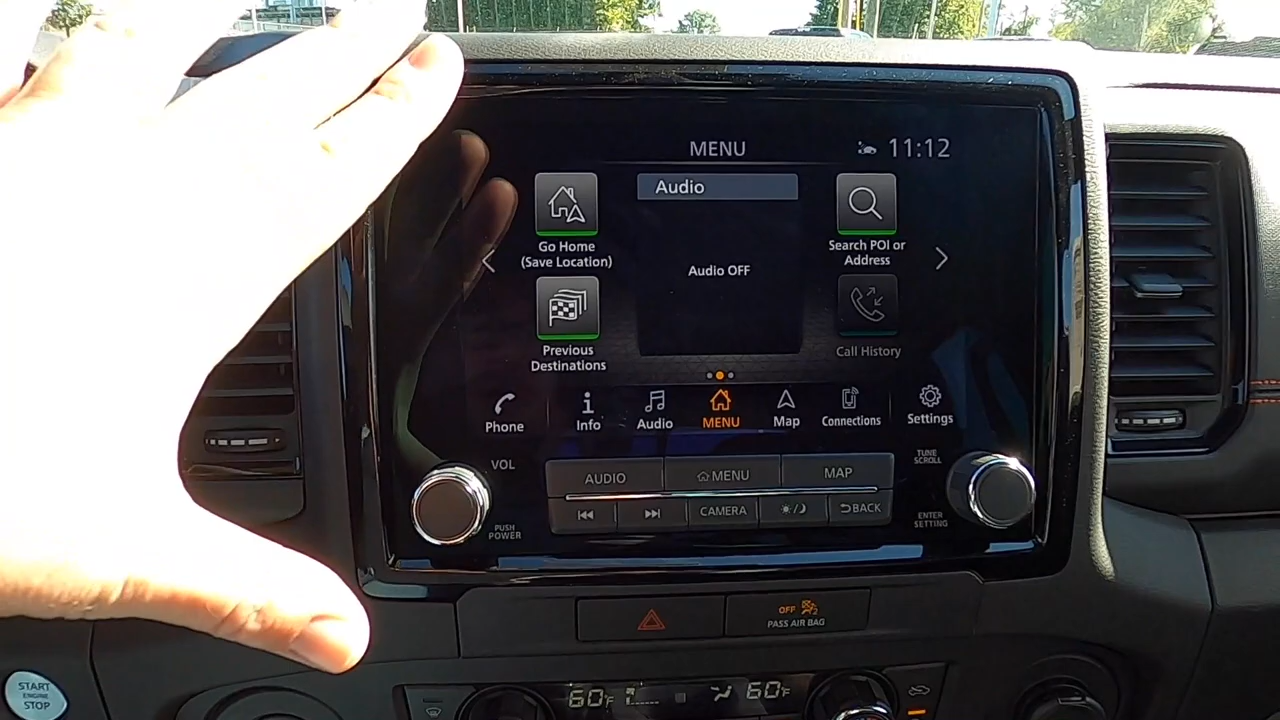 MENU
11:12
Audio
Go Home
(Save Location)
Audio OFF
Search POI or
Address
Previous
Destinations
Call History
Phone
Info
Audio
MENU
Map
Connections
Settings
VOL
TUNE
SCROLL
AUDIO
MENU
MAP
CAMERA
BACK
PUSH
POWER
ENTER
SETTING
OFF
PASS AIR BAG
START
ENGINE
STOP
60°F
60°F